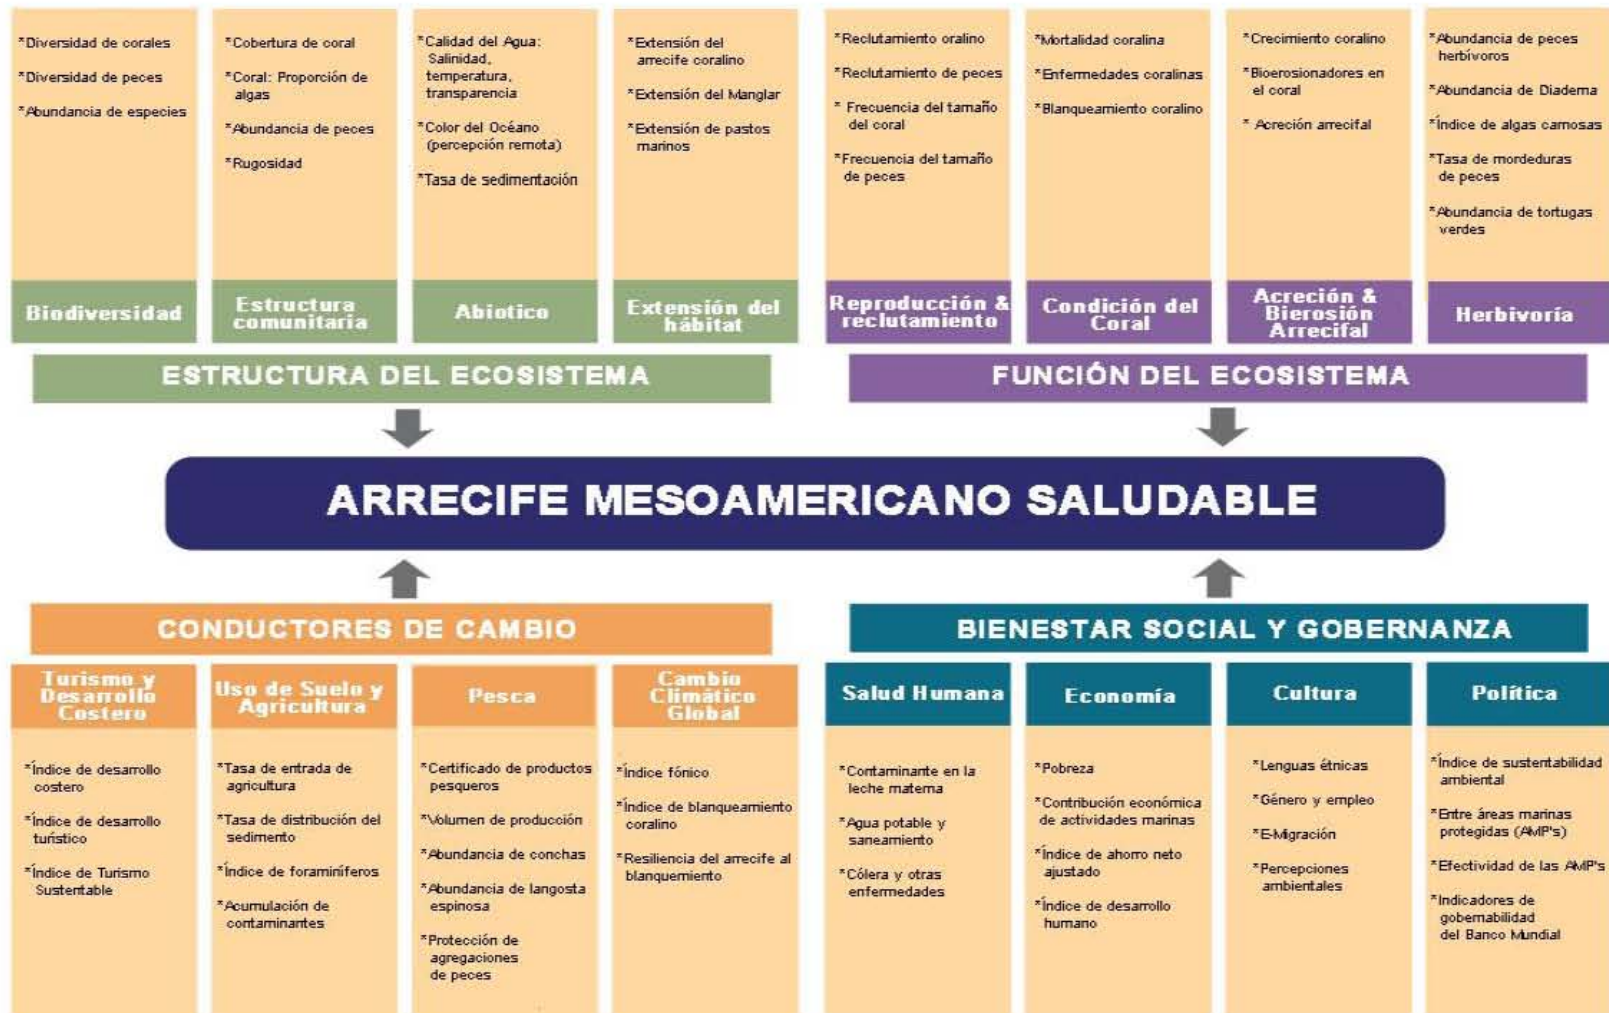 *Diversidad de corales
*Diversidad de peces
*Abundancia de especies
Biodiversidad
*Cobertura de coral
*Coral: Proporción de
algas
*Abundancia de peces
*Rugosidad
Estructura
comunitaria
*Calidad del Agua:
Salinidad,
temperatura,
transparencia
*Color del Océano
(percepción remota)
*Tasa de sedimentación
Abiotico
*Extensión del
arrecife coralino
*Extensión del Manglar
*Extensión de pastos
marinos
Extensión del
hábitat
ESTRUCTURA DEL ECOSISTEMA
*Reclutamiento oralino
*Reclutamiento de peces
* Frecuencia del tamaño
del coral
*Frecuencia del tamaño
de peces
Reproducción &
reclutamiento
*Mortalidad coralina
*Enfermedades coralinas
*Blanqueamiento coralino
Condición del
Coral
*Crecimiento coralino
*Bioerosionadores en
el coral
* Acreción arrecifal
Acreción &
Bierosión
Arrecifal
*Abundancia de peces
herbívoros
*Abundancia de Diadema
*Índice de algas carnosas
*Tasa de mordeduras
de peces
*Abundancia de tortugas
verdes
Herbivoría
FUNCIÓN DEL ECOSISTEMA
ARRECIFE MESOAMERICANO SALUDABLE
CONDUCTORES DE CAMBIO
Turismo y
Desarrollo
Costero
*Índice de desarrollo
costero
*Índice de desarrollo
turístico
*Índice de Turismo
Sustentable
Uso de Suelo y
Agricultura
*Tasa de entrada de
agricultura
*Tasa de distribución del
sedimento
*Índice de foraminíferos
*Acumulación de
contaminantes
Pesca
*Certificado de productos
pesqueros
*Volumen de producción
*Abundancia de conchas
*Abundancia de langosta
espinosa
*Protección de
agregaciones
de peces
Cambio
Climático
Global
*Índice fónico
*Índice de blanqueamiento
coralino
*Resiliencia del arrecife al
blanquemiento
BIENESTAR SOCIAL Y GOBERNANZA
Salud Humana
*Contaminante en la
leche materna
*Agua potable y
saneamiento
*Cólera y otras
enfermedades
Economía
*Pobreza
*Contribución económica
de actividades marinas
*Índice de ahorro neto
ajustado
*Índice de desarrollo
humano
Cultura
*Lenguas étnicas
*Género y empleo
*E-Migración
*Percepciones
ambientales
Política
*Índice de sustentabilidad
ambiental
*Entre áreas marinas
protegidas (AMP's)
*Efectividad de las AMP's
*Indicadores de
gobernabilidad
del Banco Mundial